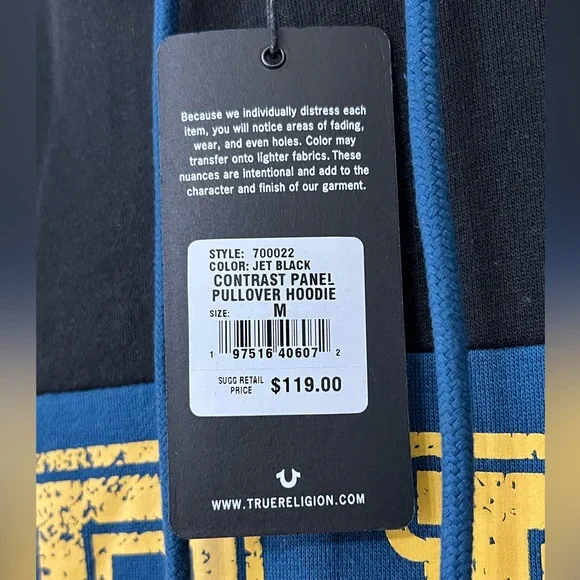 Because we individually distress each
item, you will notice areas of fading,
wear, and even holes. Color may
transfer onto lighter fabrics. These
nuances are intentional and add to the
character and finish of our garment.
STYLE: 700022
COLOR: JET BLACK
CONTRAST PANEL
PULLOVER HOODIE
SIZE: M
1 97516 40607 2
SUGG RETAIL
PRICE $119.00
WWW.TRUERELIGION.COM